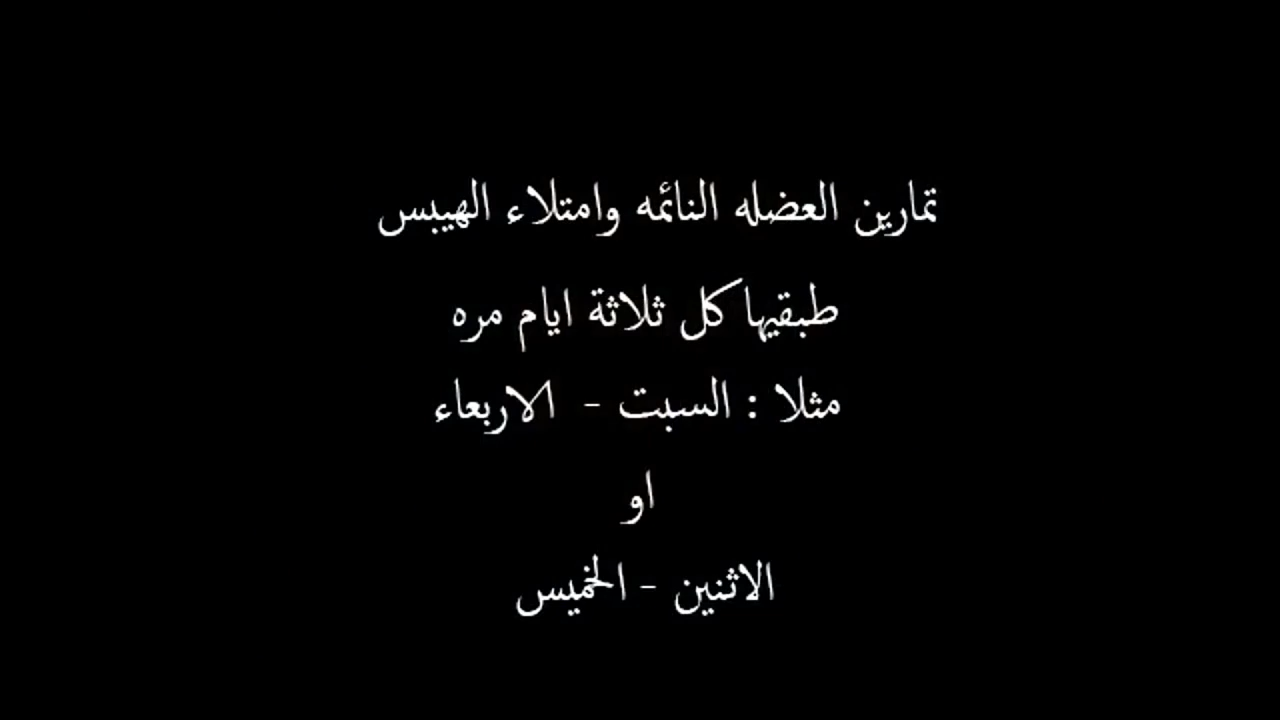 تمارين العضله النائمه وامتلاء الهيبس
طبقيها كل ثلاثة ايام مره
مثلا : السبت - الاربعاء
او
الاثنين - الخميس